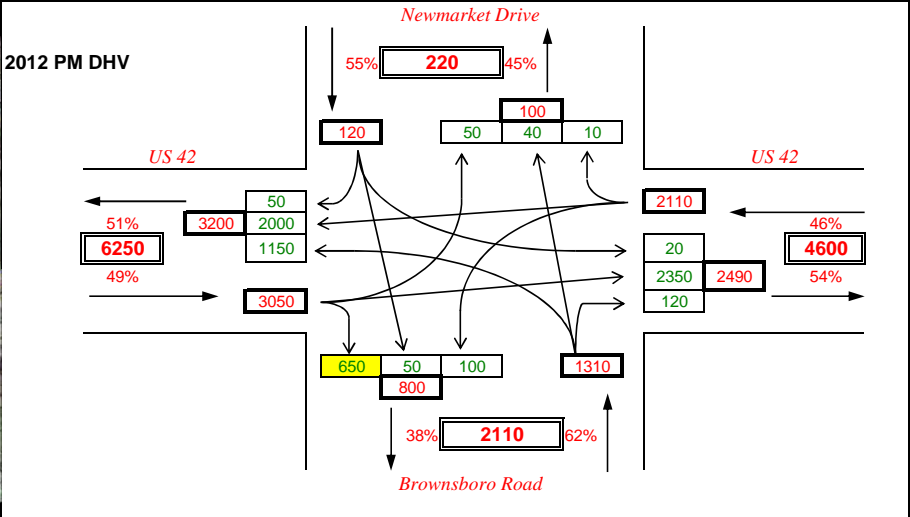 Newmarket Drive
2012 PM DHV
55% 220 45%
100
120 50 40 10
US 42 US 42
50 2110
51% 3200 2000 46%
6250 1150 20 4600
49% 2350 2490 54%
3050 120
650 50 100 1310
800
38% 2110 62%
Brownsboro Road